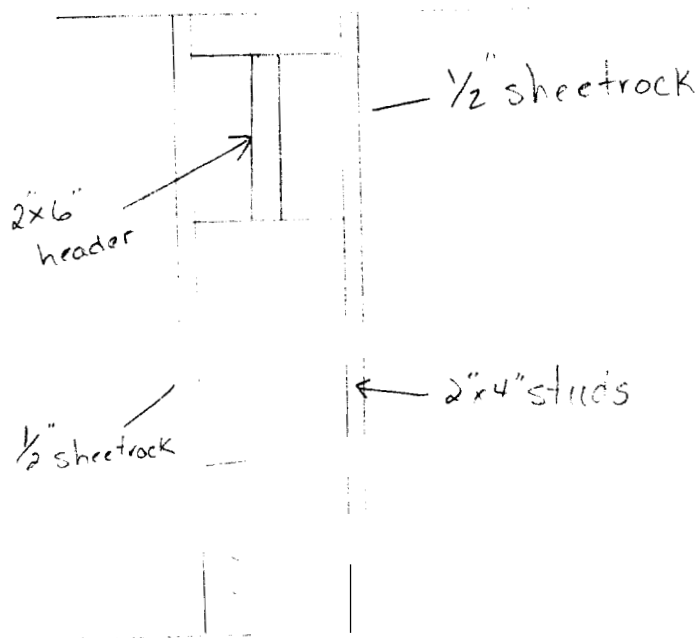 1/2" sheetrock
2"x6"
header
2"x4" studs
1/2" sheetrock